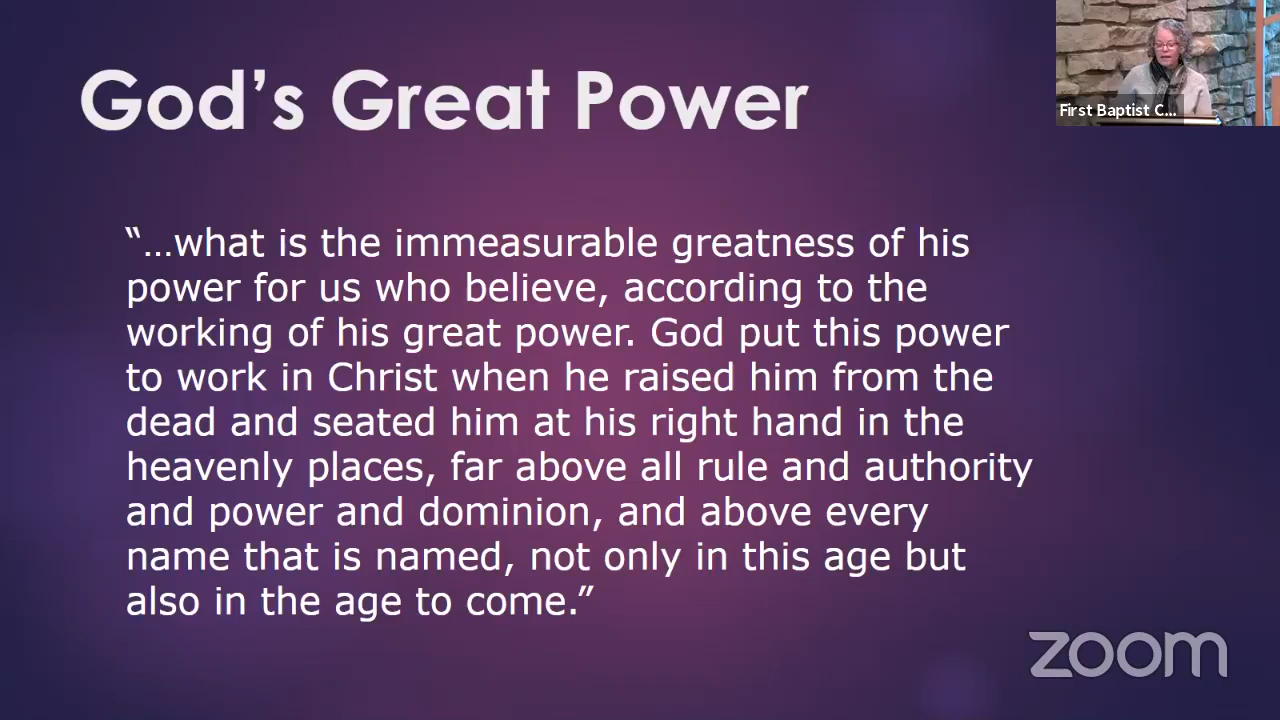 God's Great Power
First Baptist C...
“...what is the immeasurable greatness of his
power for us who believe, according to the
working of his great power. God put this power
to work in Christ when he raised him from the
dead and seated him at his right hand in the
heavenly places, far above all rule and authority
and power and dominion, and above every
name that is named, not only in this age but
also in the age to come.”
zoom